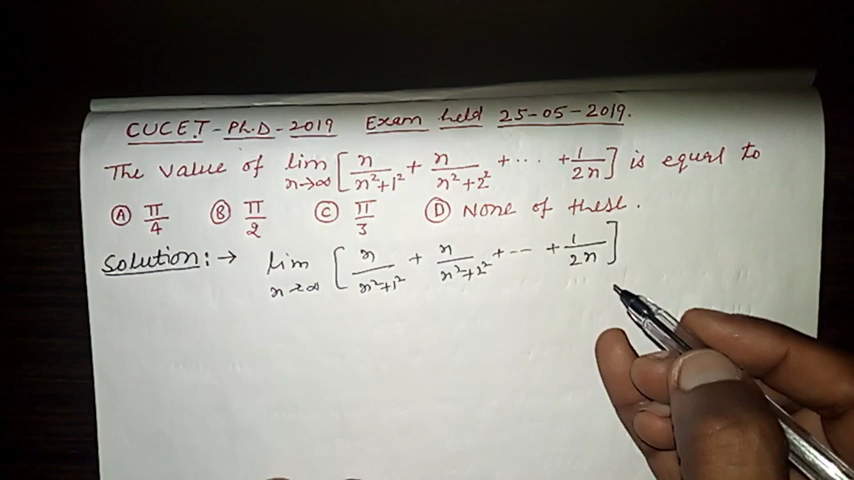 CUCET-Ph.D-2019 Exam held 25-05-2019.
The value of lim n→∞ [n/n²+1² + n/n²+2² + ... + 1/2n] is equal to
(A) π/4 (B) π/2 (C) π/3 (D) None of these.
Solution:→ lim n→∞ [n/n²+1² + n/n²+2² + --- + 1/2n]